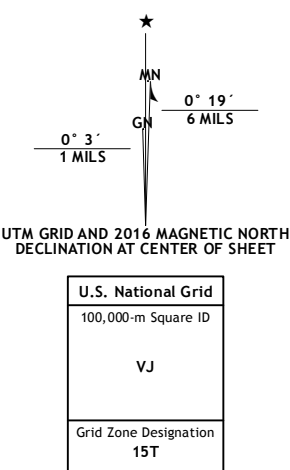 ★
MN
0° 19´
6 MILS
GN
0° 3´
1 MILS
UTM GRID AND 2016 MAGNETIC NORTH
DECLINATION AT CENTER OF SHEET
U.S. National Grid
100,000-m Square ID
VJ
Grid Zone Designation
15T